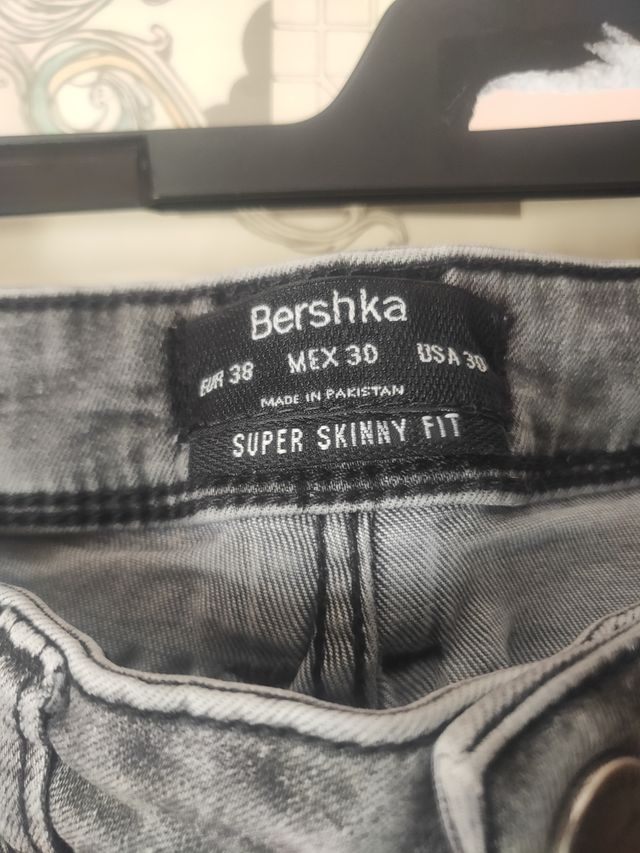 Bershka
EUR 38 MEX 30 USA 30
MADE IN PAKISTAN
SUPER SKINNY FIT